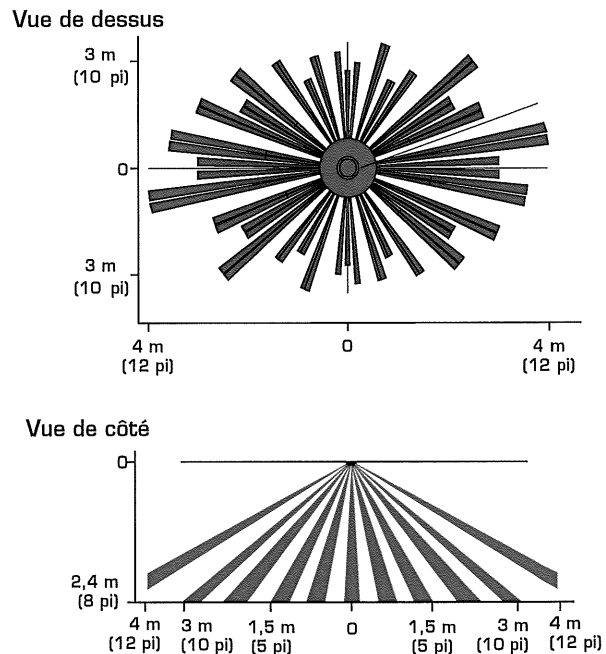 Vue de dessus
3 m
(10 pi)
0
3 m
(10 pi)
4 m
(12 pi)
0
4 m
(12 pi)
Vue de côté
0
2,4 m
(8 pi)
4 m
(12 pi)
3 m
(10 pi)
1,5 m
(5 pi)
0
1,5 m
(5 pi)
3 m
(10 pi)
4 m
(12 pi)